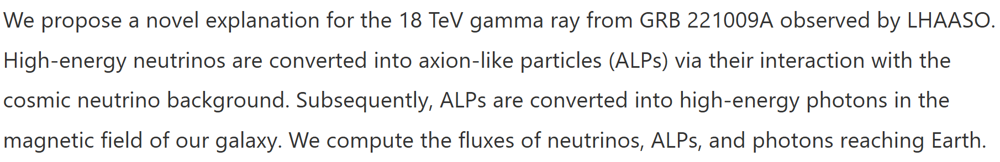 We propose a novel explanation for the 18 TeV gamma ray from GRB 221009A observed by LHAASO.
High-energy neutrinos are converted into axion-like particles (ALPs) via their interaction with the
cosmic neutrino background. Subsequently, ALPs are converted into high-energy photons in the
magnetic field of our galaxy. We compute the fluxes of neutrinos, ALPs, and photons reaching Earth.